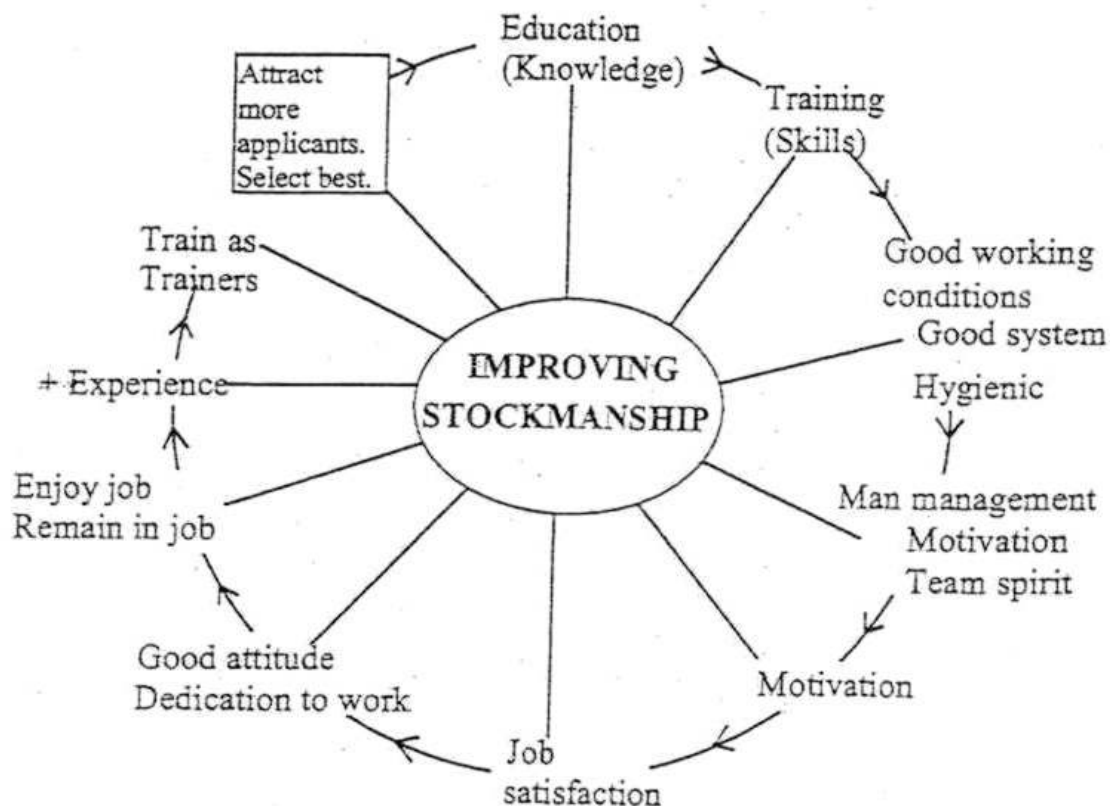 Education
(Knowledge)
Attract
more
applicants.
Select best.
Training
(Skills)
Good working
conditions
Good system
Hygienic
Man management
Motivation
Team spirit
Motivation
Job
satisfaction
Good attitude
Dedication to work
Enjoy job
Remain in job
+ Experience
Train as
Trainers
IMPROVING
STOCKMANSHIP